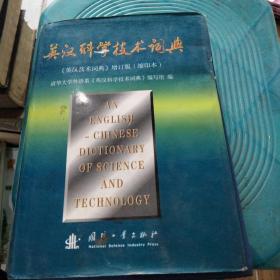 英汉科学技术词典
《英汉技术词典》增订版（缩印本）
清华大学外语系《英汉科学技术词典》编写组 编
AN
ENGLISH
-CHINESE
DICTIONARY
OF SCIENCE
AND
TECHNOLOGY
国防工业出版社
National Defense Industry Press